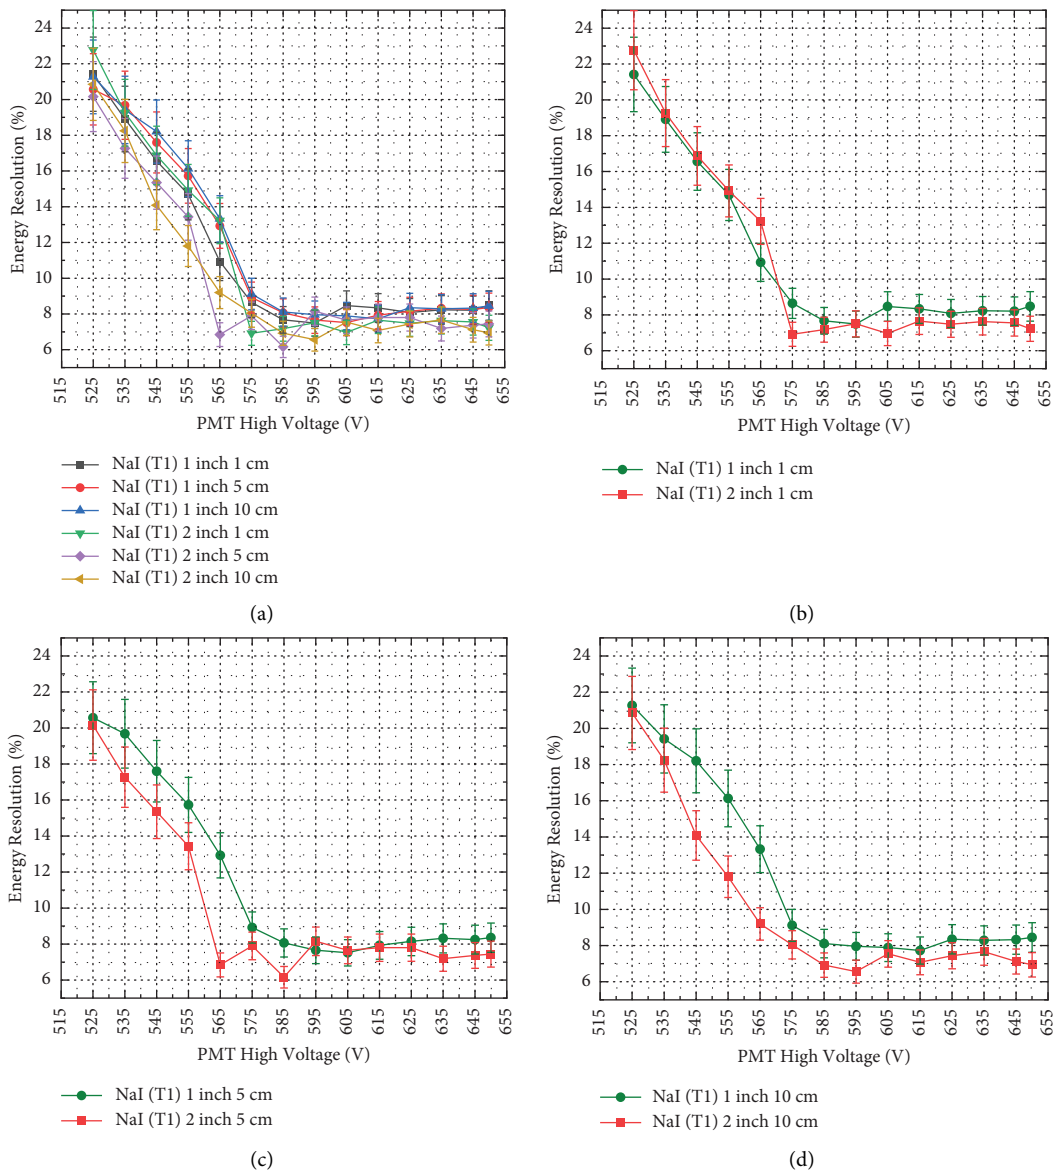 24
22
20
18
16
14
12
10
8
6
Energy Resolution (%)
515 525 535 545 555 565 575 585 595 605 615 625 635 645 655
PMT High Voltage (V)
NaI (T1) 1 inch 1 cm
NaI (T1) 1 inch 5 cm
NaI (T1) 1 inch 10 cm
NaI (T1) 2 inch 1 cm
NaI (T1) 2 inch 5 cm
NaI (T1) 2 inch 10 cm
(a)
24
22
20
18
16
14
12
10
8
6
Energy Resolution (%)
515 525 535 545 555 565 575 585 595 605 615 625 635 645 655
PMT High Voltage (V)
NaI (T1) 1 inch 1 cm
NaI (T1) 2 inch 1 cm
(b)
24
22
20
18
16
14
12
10
8
6
Energy Resolution (%)
515 525 535 545 555 565 575 585 595 605 615 625 635 645 655
PMT High Voltage (V)
NaI (T1) 1 inch 5 cm
NaI (T1) 2 inch 5 cm
(c)
24
22
20
18
16
14
12
10
8
6
Energy Resolution (%)
515 525 535 545 555 565 575 585 595 605 615 625 635 645 655
PMT High Voltage (V)
NaI (T1) 1 inch 10 cm
NaI (T1) 2 inch 10 cm
(d)